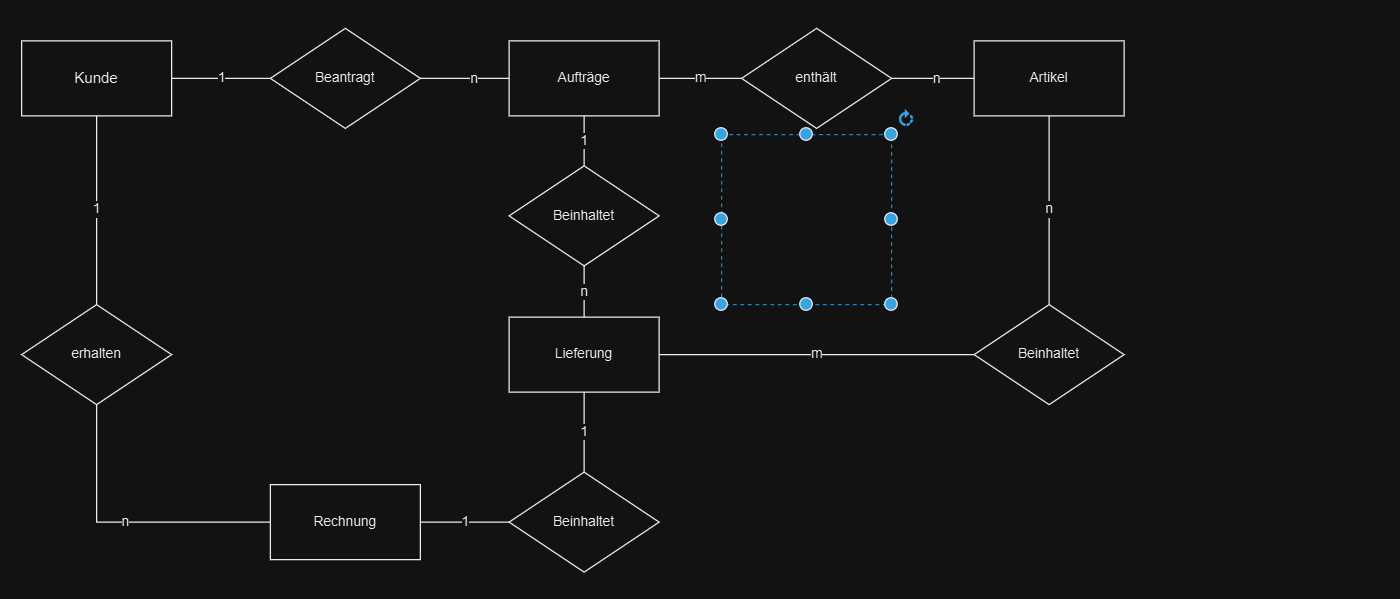 Kunde
1
Beantragt
n
Aufträge
m
enthält
n
Artikel
1
Beinhaltet
n
1
n
erhalten
Lieferung
m
Beinhaltet
1
n
Rechnung
1
Beinhaltet